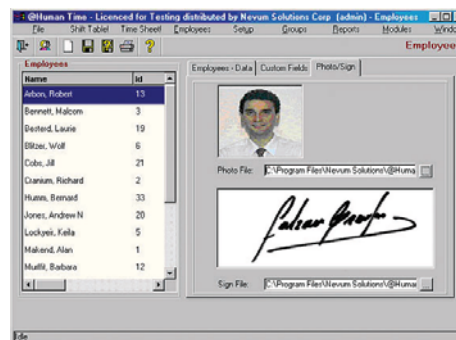 @Human Time - Licenced for Testing distributed by Nevum Solutions Corp (admin) - Employees
File Shift Table! Time Sheet! Employees Setup Groups Reports Modules Windo
Employee
Employees
Name Id
Arbon, Robert 13
Bennett, Malcom 3
Besterd, Laurie 19
Blitzer, Wolf 6
Cobs, Jill 21
Cranium, Richard 2
Humm, Bernard 33
Jones, Andrew N 20
Lockyeir, Keila 5
Makend, Alan 1
Murffit, Barbara 12
Employees - Data Custom Fields Photo/Sign
Photo File: C:\Program Files\Nevum Solutions\@Huma
Sign File: C:\Program Files\Nevum Solutions\@Huma
Idle